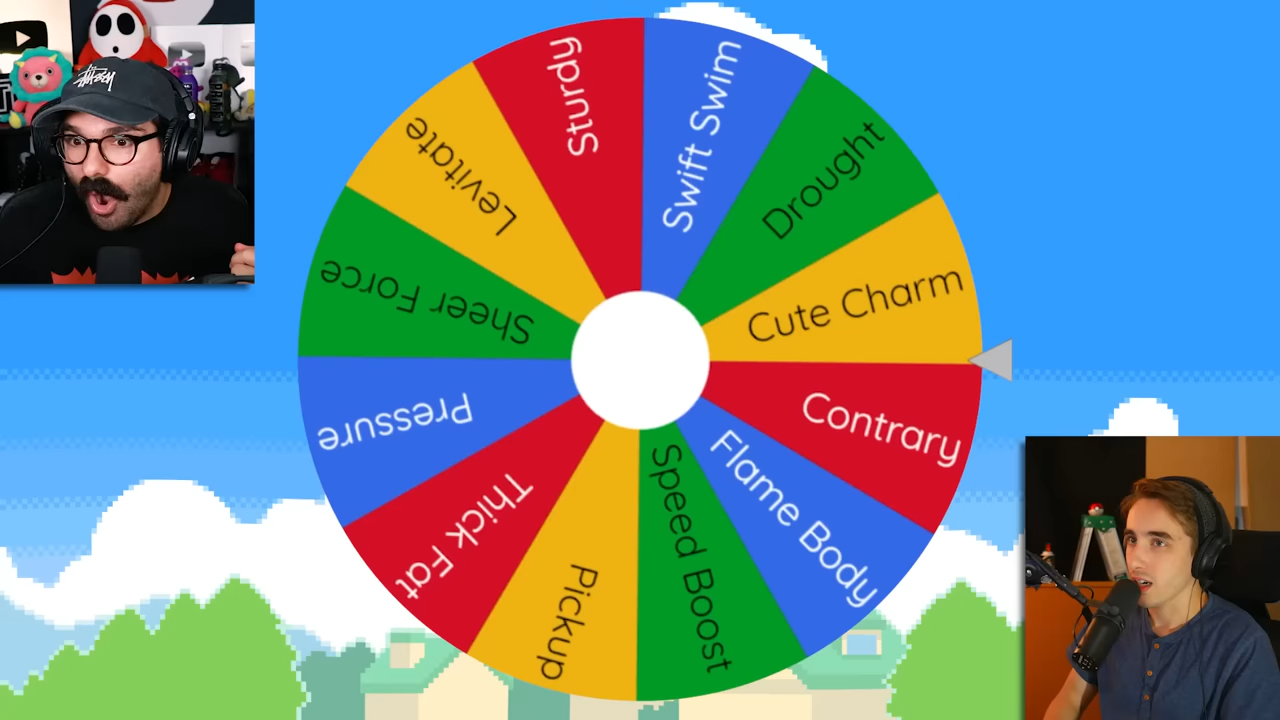 Swift Swim
Drought
Cute Charm
Contrary
Flame Body
Speed Boost
Pickup
Thick Fat
Pressure
Sheer Force
Levitate
Sturdy